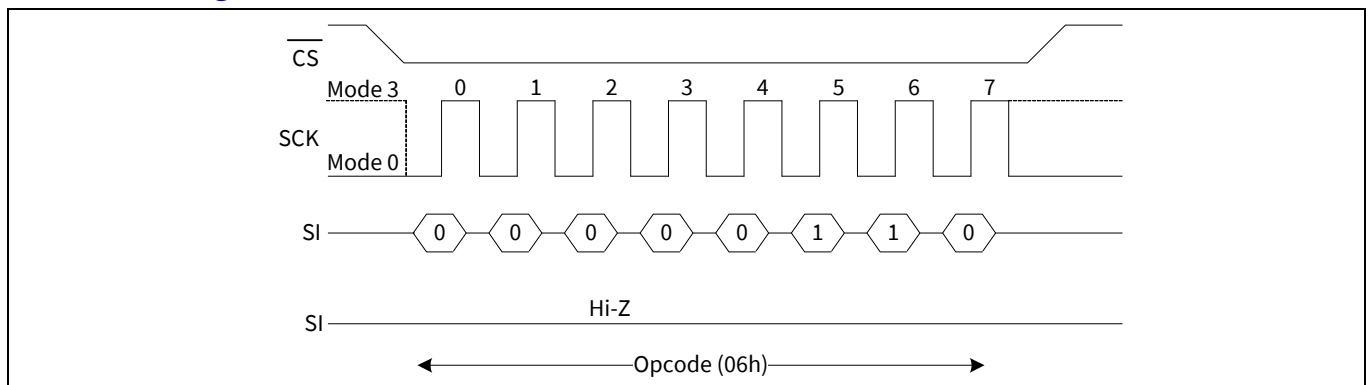 CS
Mode 3 0 1 2 3 4 5 6 7
SCK
Mode 0
SI 0 0 0 0 0 1 1 0
Hi-Z
SI
Opcode (06h)